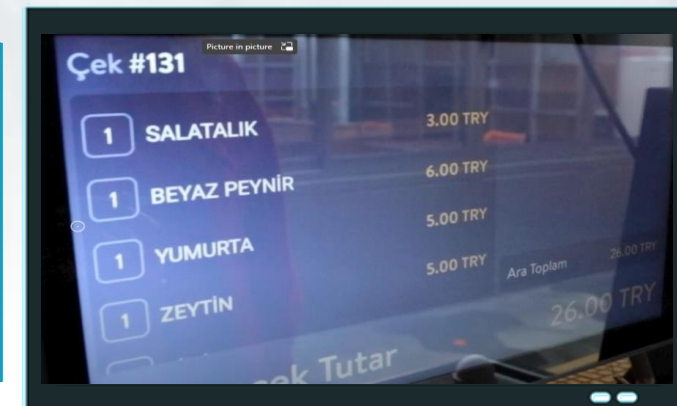 Picture in picture
Çek #131
1 SALATALIK 3.00 TRY
1 BEYAZ PEYNİR 6.00 TRY
1 YUMURTA 5.00 TRY
1 ZEYTİN 5.00 TRY
Ara Toplam 26.00 TRY
26.00 TRY
Tutar